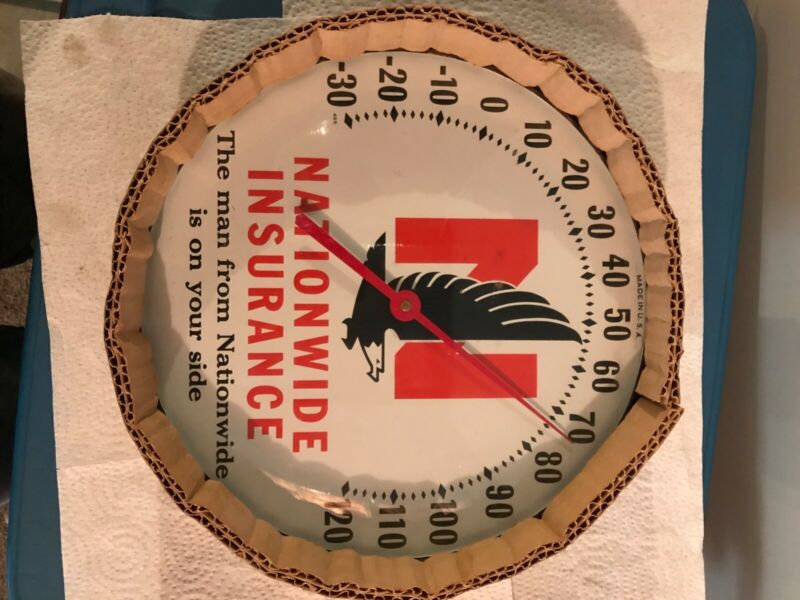 -30
-20
-10
0
10
20
30
40
50
60
70
80
90
100
110
120
MADE IN U.S.A.
N
NATIONWIDE
INSURANCE
The man from Nationwide
is on your side